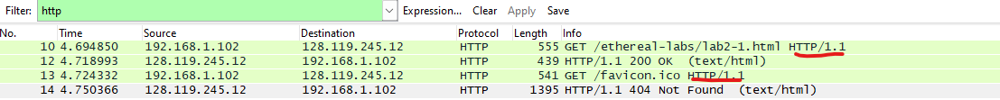 Filter: http Expression... Clear Apply Save
No. Time Source Destination Protocol Length Info
10 4.694850 192.168.1.102 128.119.245.12 HTTP 555 GET /ethereal-labs/lab2-1.html HTTP/1.1
12 4.718993 128.119.245.12 192.168.1.102 HTTP 439 HTTP/1.1 200 OK (text/html)
13 4.724332 192.168.1.102 128.119.245.12 HTTP 541 GET /favicon.ico HTTP/1.1
14 4.750366 128.119.245.12 192.168.1.102 HTTP 1395 HTTP/1.1 404 Not Found (text/html)